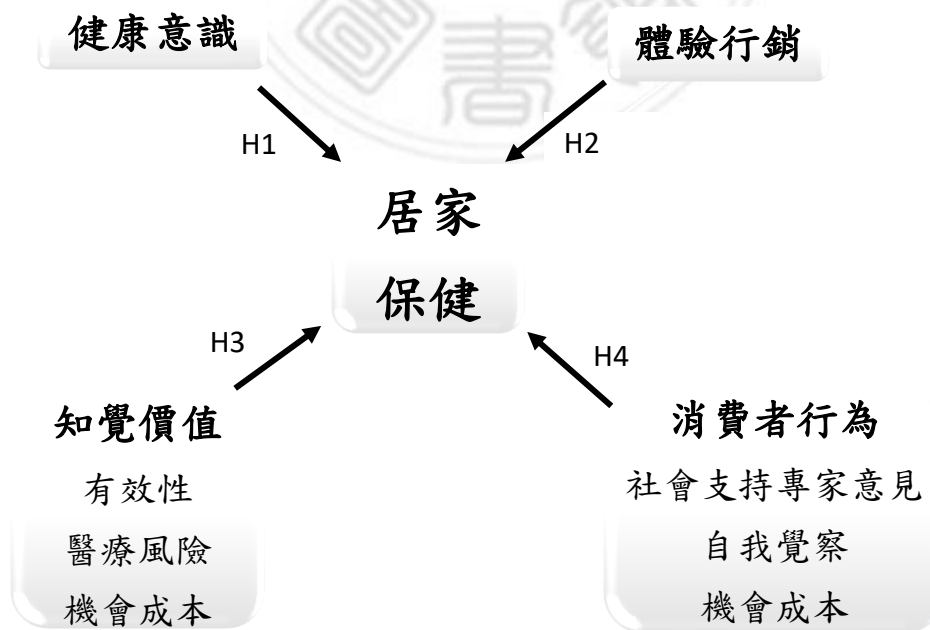 健康意識
體驗行銷
H1
H2
居家
保健
H3
H4
知覺價值
有效性
醫療風險
機會成本
消費者行為
社會支持專家意見
自我覺察
機會成本